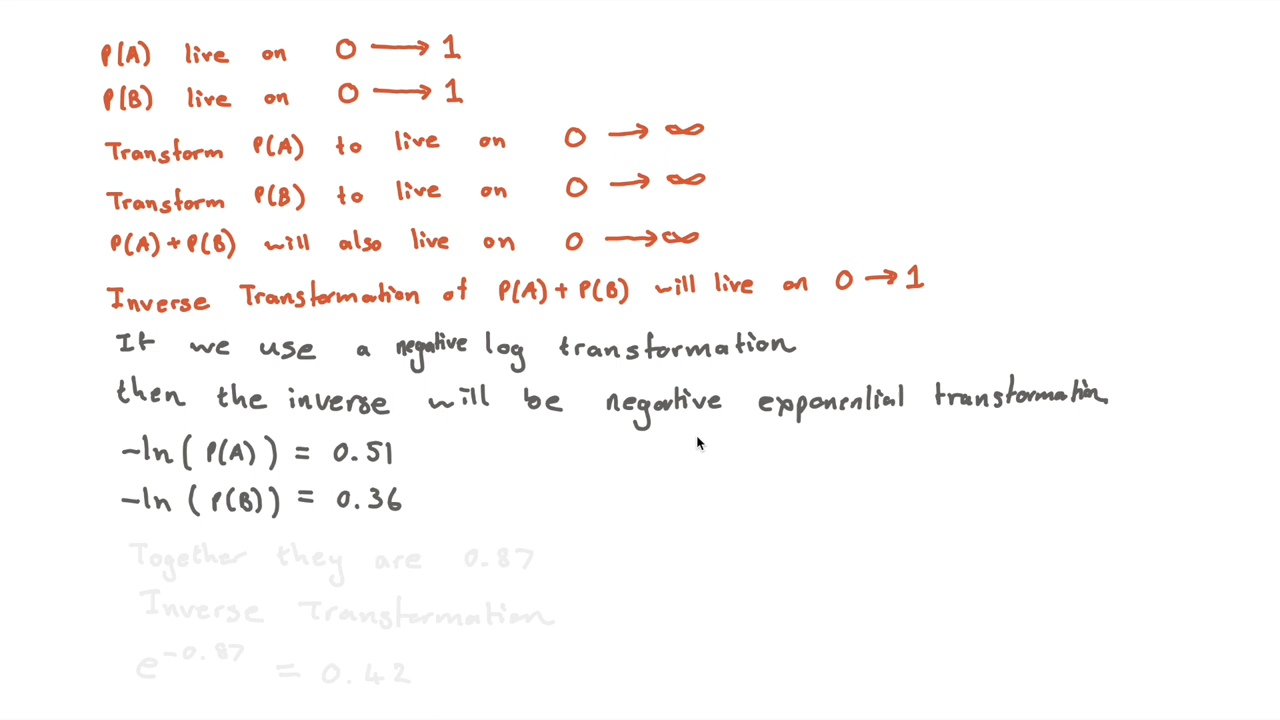 P(A) live on 0 → 1
P(B) live on 0 → 1
Transform P(A) to live on 0 → ∞
Transform P(B) to live on 0 → ∞
P(A) + P(B) will also live on 0 → ∞
Inverse Transformation of P(A) + P(B) will live on 0 → 1
If we use a negative log transformation
then the inverse will be negative exponential transformation
-ln ( P(A) ) = 0.51
-ln ( P(B) ) = 0.36
Together they are 0.87
Inverse Transformation
e^-0.87 = 0.42